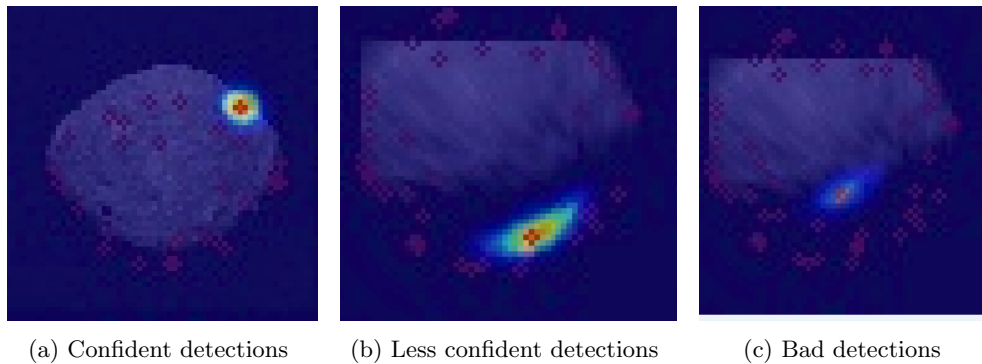 (a) Confident detections
(b) Less confident detections
(c) Bad detections